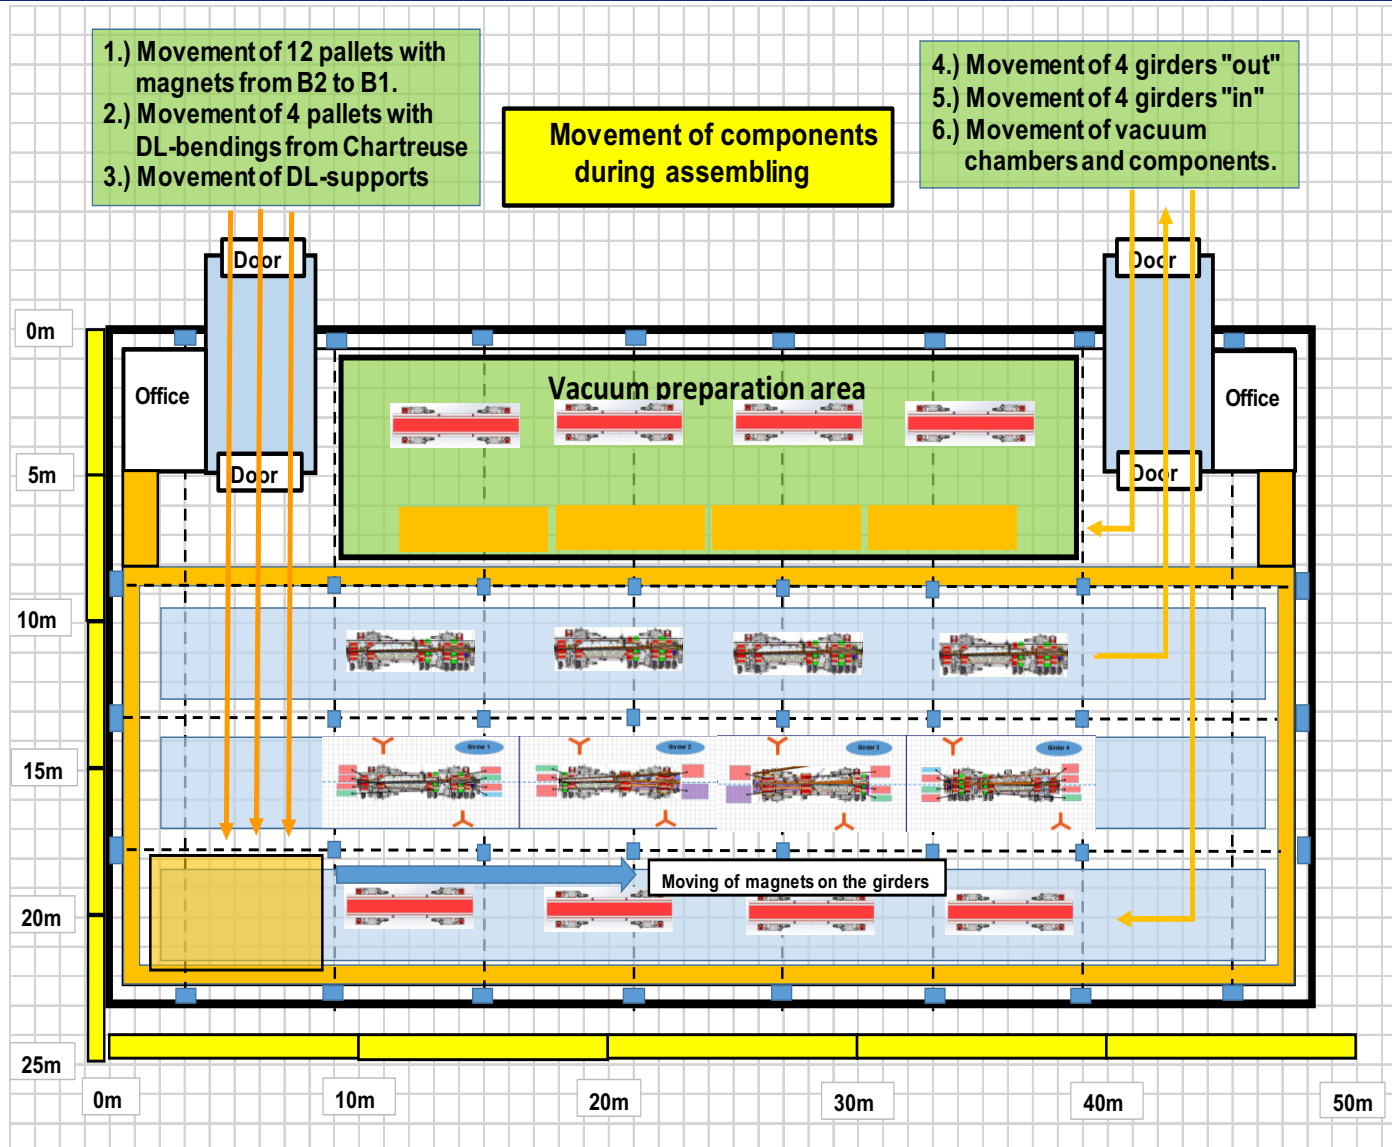 1.) Movement of 12 pallets with
magnets from B2 to B1.
2.) Movement of 4 pallets with
DL-bendings from Chartreuse
3.) Movement of DL-supports
Movement of components
during assembling
4.) Movement of 4 girders "out"
5.) Movement of 4 girders "in"
6.) Movement of vacuum
chambers and components.
Door
Door
0m
Office
Vacuum preparation area
Office
5m
Door
Door
10m
Girder 1
Girder 2
Girder 3
Girder 4
15m
Moving of magnets on the girders
20m
25m
0m
10m
20m
30m
40m
50m